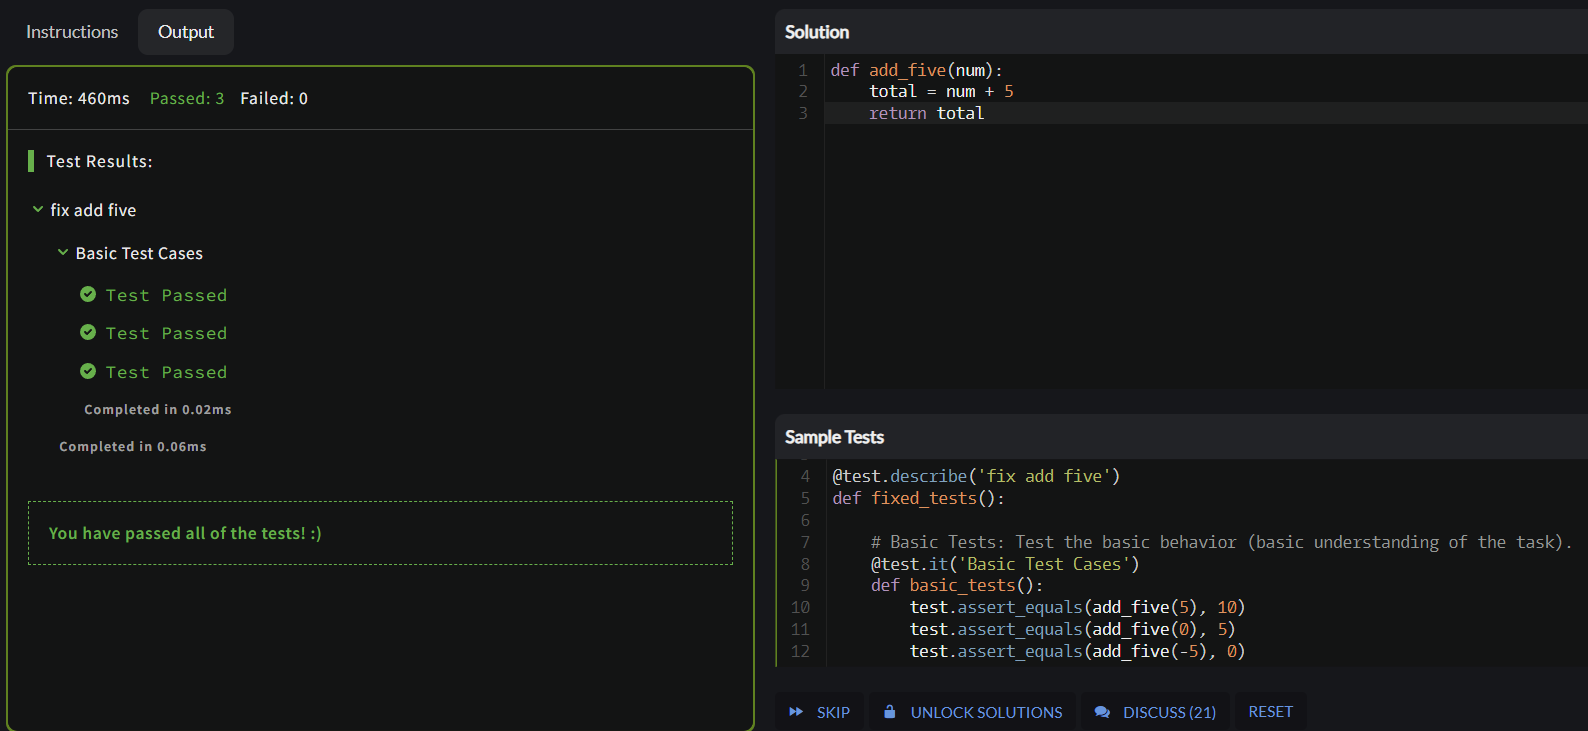 Instructions
Output
Time: 460ms Passed: 3 Failed: 0
Test Results:
fix add five
Basic Test Cases
Test Passed
Test Passed
Test Passed
Completed in 0.02ms
Completed in 0.06ms
You have passed all of the tests! :)
Solution
1 def add_five(num):
2     total = num + 5
3     return total
Sample Tests
4 @test.describe('fix add five')
5 def fixed_tests():
6
7     # Basic Tests: Test the basic behavior (basic understanding of the task).
8     @test.it('Basic Test Cases')
9     def basic_tests():
10         test.assert_equals(add_five(5), 10)
11         test.assert_equals(add_five(0), 5)
12         test.assert_equals(add_five(-5), 0)
SKIP
UNLOCK SOLUTIONS
DISCUSS (21)
RESET